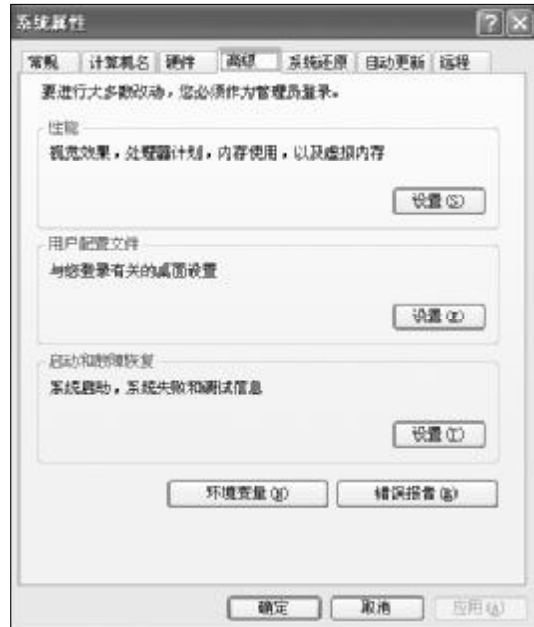 系统属性
常规 计算机名 硬件 高级 系统还原 自动更新 远程
要进行大多数改动，您必须作为管理员登录。
性能
视觉效果，处理器计划，内存使用，以及虚拟内存
设置(S)
用户配置文件
与您登录有关的桌面设置
设置(E)
启动和故障恢复
系统启动，系统失败和调试信息
设置(T)
环境变量(N) 错误报告(R)
确定 取消 应用(A)